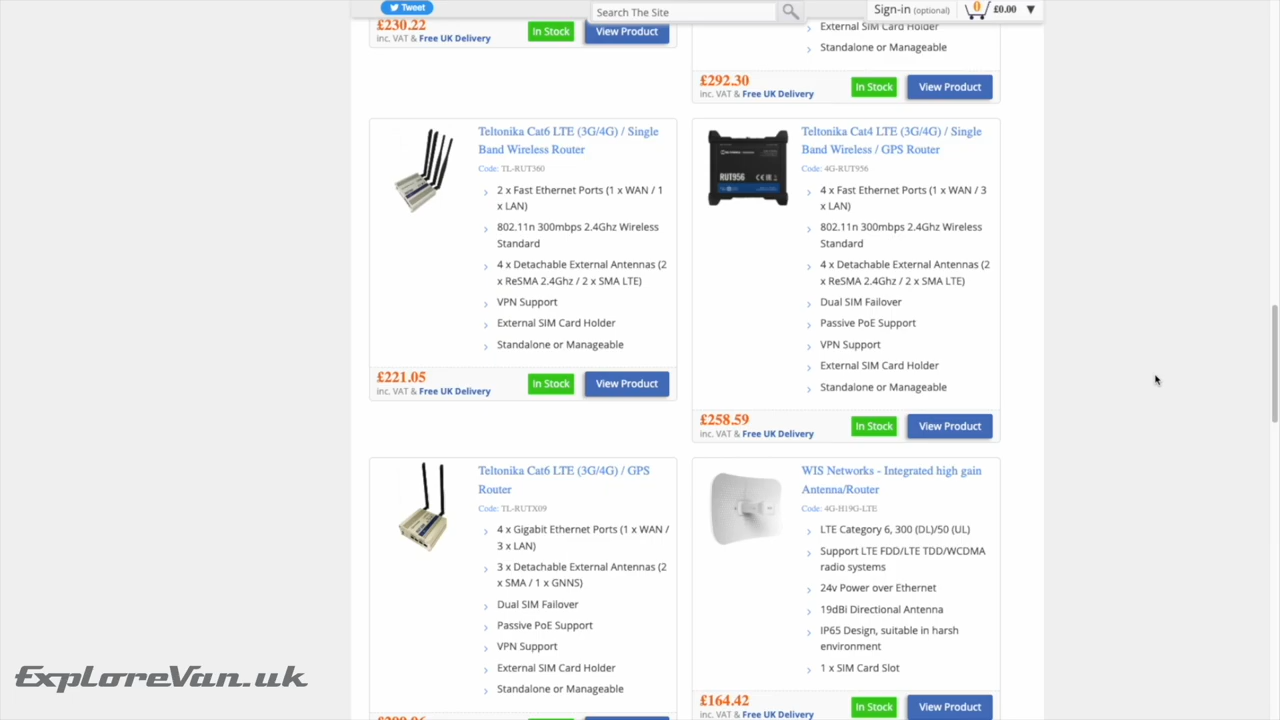 Tweet
Search The Site
Sign-in (optional)
0
£0.00
£230.22
inc. VAT & Free UK Delivery
In Stock
View Product
External SIM Card Holder
Standalone or Manageable
£292.30
inc. VAT & Free UK Delivery
In Stock
View Product
Teltonika Cat6 LTE (3G/4G) / Single
Band Wireless Router
Code: TL-RUT360
2 x Fast Ethernet Ports (1 x WAN / 1
x LAN)
802.11n 300mbps 2.4Ghz Wireless
Standard
4 x Detachable External Antennas (2
x ReSMA 2.4Ghz / 2 x SMA LTE)
VPN Support
External SIM Card Holder
Standalone or Manageable
£221.05
inc. VAT & Free UK Delivery
In Stock
View Product
RUT956
Teltonika Cat4 LTE (3G/4G) / Single
Band Wireless / GPS Router
Code: 4G-RUT956
4 x Fast Ethernet Ports (1 x WAN / 3
x LAN)
802.11n 300mbps 2.4Ghz Wireless
Standard
4 x Detachable External Antennas (2
x ReSMA 2.4Ghz / 2 x SMA LTE)
Dual SIM Failover
Passive PoE Support
VPN Support
External SIM Card Holder
Standalone or Manageable
£258.59
inc. VAT & Free UK Delivery
In Stock
View Product
Teltonika Cat6 LTE (3G/4G) / GPS
Router
Code: TL-RUTX09
4 x Gigabit Ethernet Ports (1 x WAN /
3 x LAN)
3 x Detachable External Antennas (2
x SMA / 1 x GNNS)
Dual SIM Failover
Passive PoE Support
VPN Support
External SIM Card Holder
Standalone or Manageable
WIS Networks - Integrated high gain
Antenna/Router
Code: 4G-H19G-LTE
LTE Category 6, 300 (DL)/50 (UL)
Support LTE FDD/LTE TDD/WCDMA
radio systems
24v Power over Ethernet
19dBi Directional Antenna
IP65 Design, suitable in harsh
environment
1 x SIM Card Slot
£164.42
inc. VAT & Free UK Delivery
In Stock
View Product
ExploreVan.uk